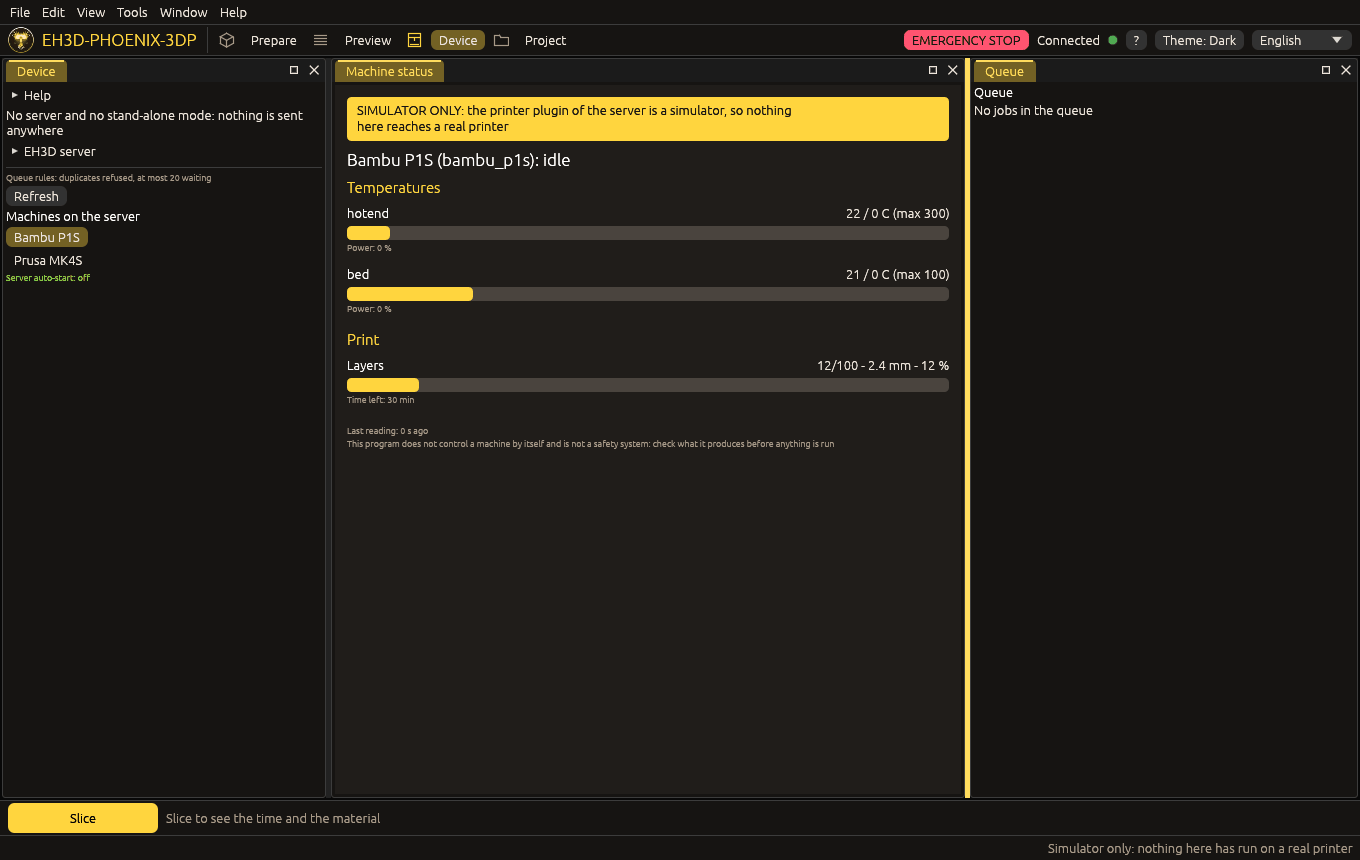 File Edit View Tools Window Help
EH3D-PHOENIX-3DP Prepare Preview Device Project EMERGENCY STOP Connected ? Theme: Dark English
Device
Help
No server and no stand-alone mode: nothing is sent
anywhere
EH3D server
Queue rules: duplicates refused, at most 20 waiting
Refresh
Machines on the server
Bambu P1S
Prusa MK4S
Server auto-start: off
Machine status
SIMULATOR ONLY: the printer plugin of the server is a simulator, so nothing
here reaches a real printer
Bambu P1S (bambu_p1s): idle
Temperatures
hotend 22 / 0 C (max 300)
Power: 0 %
bed 21 / 0 C (max 100)
Power: 0 %
Print
Layers 12/100 - 2.4 mm - 12 %
Time left: 30 min
Last reading: 0 s ago
This program does not control a machine by itself and is not a safety system: check what it produces before anything is run
Queue
Queue
No jobs in the queue
Slice Slice to see the time and the material
Simulator only: nothing here has run on a real printer